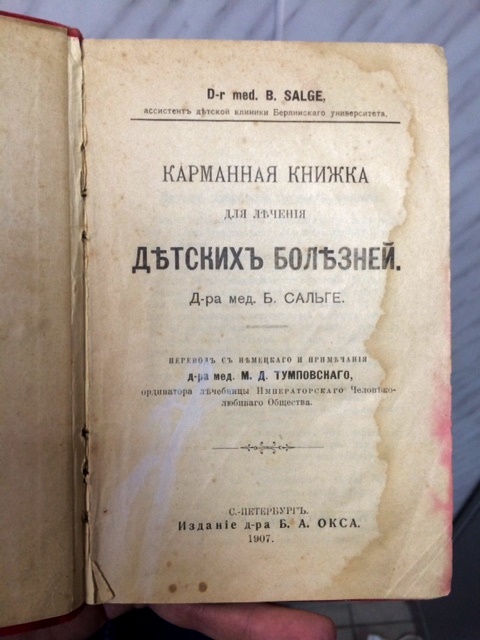 D-r med. B. SALGE,
ассистентъ дѣтской клиники Берлинскаго университета.
КАРМАННАЯ КНИЖКА
ДЛЯ ЛѢЧЕНІЯ
ДѢТСКИХЪ БОЛѢЗНЕЙ.
Д-ра мед. Б. САЛЬГЕ.
ПЕРЕВОДЪ СЪ НѢМЕЦКАГО И ПРИМѢЧАНІЯ
д-ра мед. М. Д. ТУМПОВСКАГО,
ординатора лѣчебницы Императорскаго Человѣко-
любиваго Общества.
С.-ПЕТЕРБУРГЪ.
Изданіе д-ра Б. А. ОКСА.
1907.